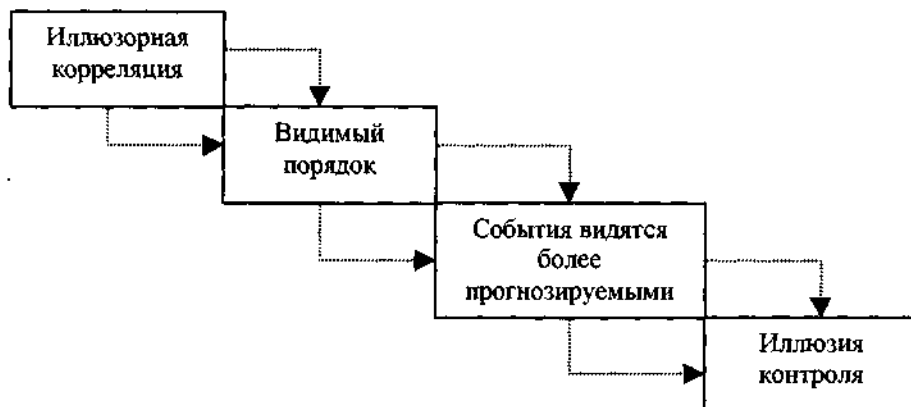 Иллюзорная
корреляция
Видимый
порядок
События видятся
более
прогнозируемыми
Иллюзия
контроля